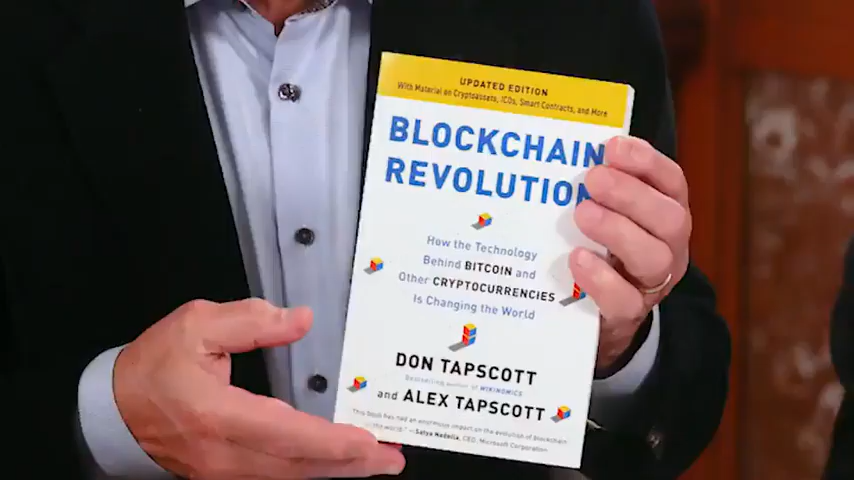 UPDATED EDITION
With Material on Cryptoassets, ICOs, Smart Contracts, and More
BLOCKCHAIN
REVOLUTION
How the Technology
Behind BITCOIN and
Other CRYPTOCURRENCIES
Is Changing the World
DON TAPSCOTT
Bestselling author of WIKINOMICS
and ALEX TAPSCOTT
"This book has had an enormous impact on the evolution of blockchain
in the world." —Satya Nadella, CEO, Microsoft Corporation